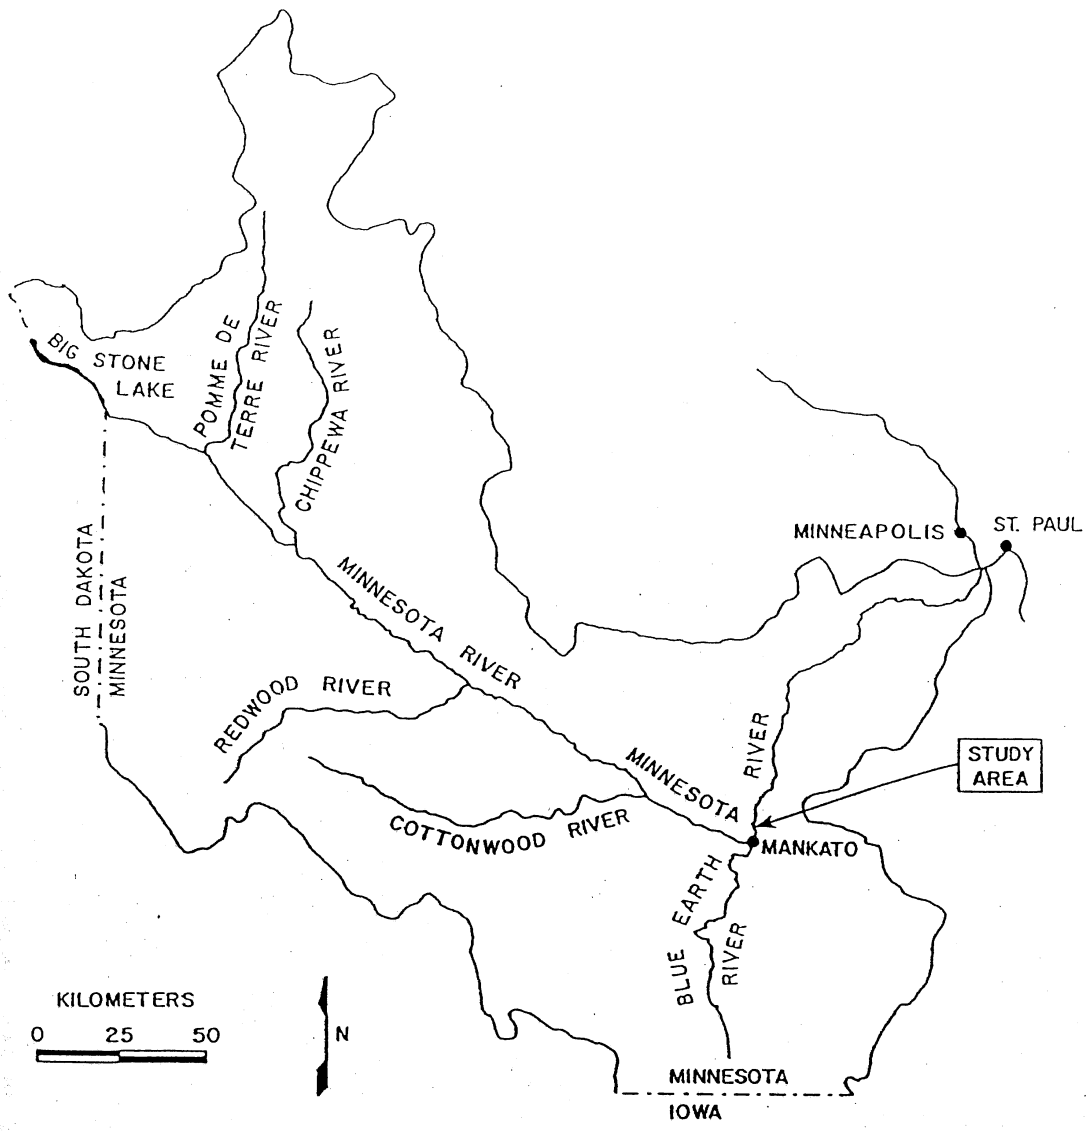 BIG STONE
LAKE
POMME DE
TERRE RIVER
CHIPPEWA RIVER
MINNEAPOLIS
ST. PAUL
SOUTH DAKOTA
MINNESOTA
MINNESOTA RIVER
REDWOOD RIVER
COTTONWOOD RIVER
MINNESOTA RIVER
STUDY
AREA
MANKATO
BLUE EARTH
RIVER
KILOMETERS
0 25 50
N
MINNESOTA
IOWA